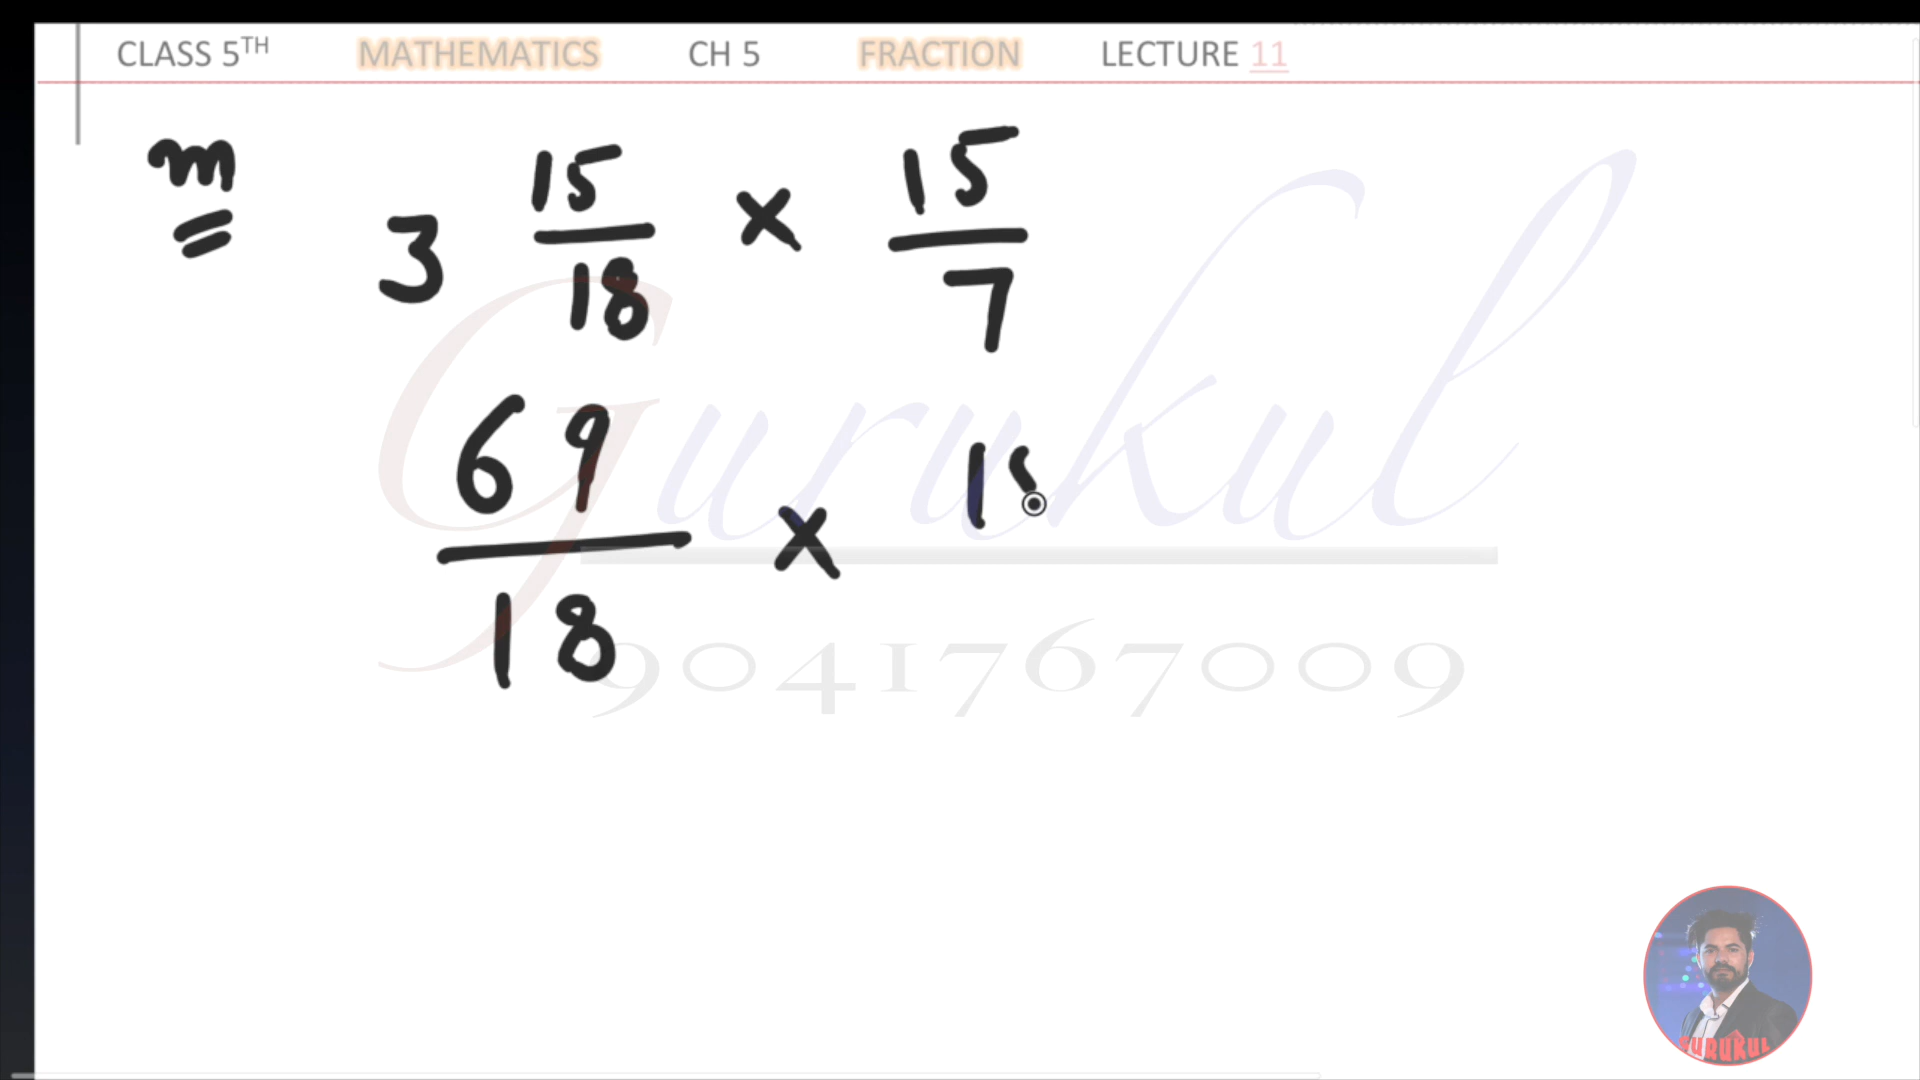 CLASS 5TH MATHEMATICS CH 5 FRACTION LECTURE 11
m 3 15/18 × 15/7
69/18 × 1
Gurukul
9041767009
GURUKUL